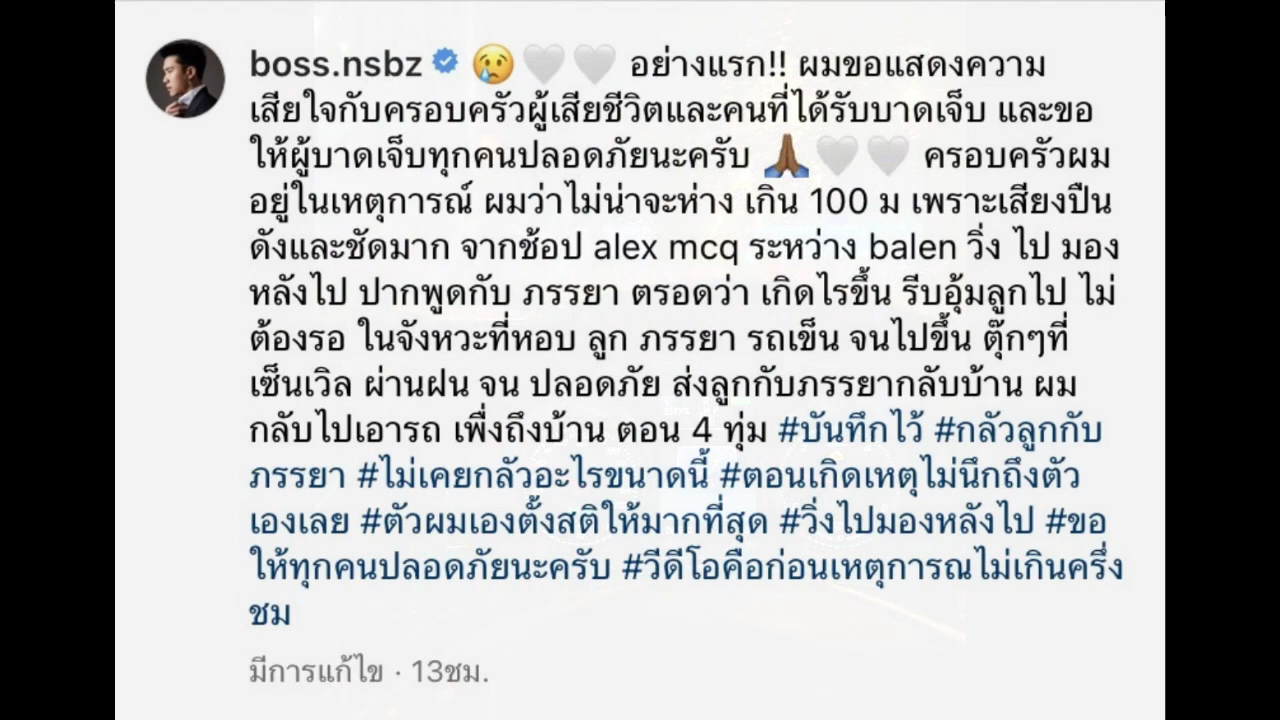 boss.nsbz 😢🤍🤍 อย่างแรก!! ผมขอแสดงความ
เสียใจกับครอบครัวผู้เสียชีวิตและคนที่ได้รับบาดเจ็บ และขอ
ให้ผู้บาดเจ็บทุกคนปลอดภัยนะครับ 🙏🏾🤍🤍 ครอบครัวผม
อยู่ในเหตุการณ์ ผมว่าไม่น่าจะห่าง เกิน 100 ม เพราะเสียงปืน
ดังและชัดมาก จากช้อป alex mcq ระหว่าง balen วิ่ง ไป มอง
หลังไป ปากพูดกับ ภรรยา ตรอดว่า เกิดไรขึ้น รีบอุ้มลูกไป ไม่
ต้องรอ ในจังหวะที่หอบ ลูก ภรรยา รถเข็น จนไปขึ้น ตุ๊กๆที่
เซ็นเวิล ผ่านฝน จน ปลอดภัย ส่งลูกกับภรรยากลับบ้าน ผม
กลับไปเอารถ เพิ่งถึงบ้าน ตอน 4 ทุ่ม #บันทึกไว้ #กลัวลูกกับ
ภรรยา #ไม่เคยกลัวอะไรขนาดนี้ #ตอนเกิดเหตุไม่นึกถึงตัว
เองเลย #ตัวผมเองตั้งสติให้มากที่สุด #วิ่งไปมองหลังไป #ขอ
ให้ทุกคนปลอดภัยนะครับ #วีดีโอคือก่อนเหตุการณไม่เกินครึ่ง
ชม
มีการแก้ไข · 13ชม.